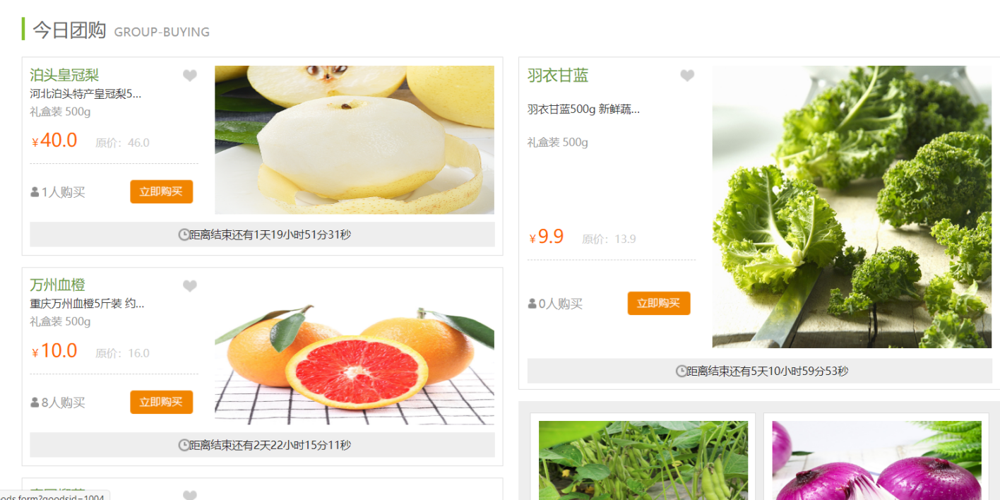 今日团购 GROUP-BUYING
泊头皇冠梨
河北泊头特产皇冠梨5...
礼盒装 500g
¥40.0 原价：46.0
1人购买 立即购买
距离结束还有1天19小时51分31秒
万州血橙
重庆万州血橙5斤装 约...
礼盒装 500g
¥10.0 原价：16.0
8人购买 立即购买
距离结束还有2天22小时15分11秒
羽衣甘蓝
羽衣甘蓝500g 新鲜蔬...
礼盒装 500g
¥9.9 原价：13.9
0人购买 立即购买
距离结束还有5天10小时59分53秒
ods.form?goodsid=1004